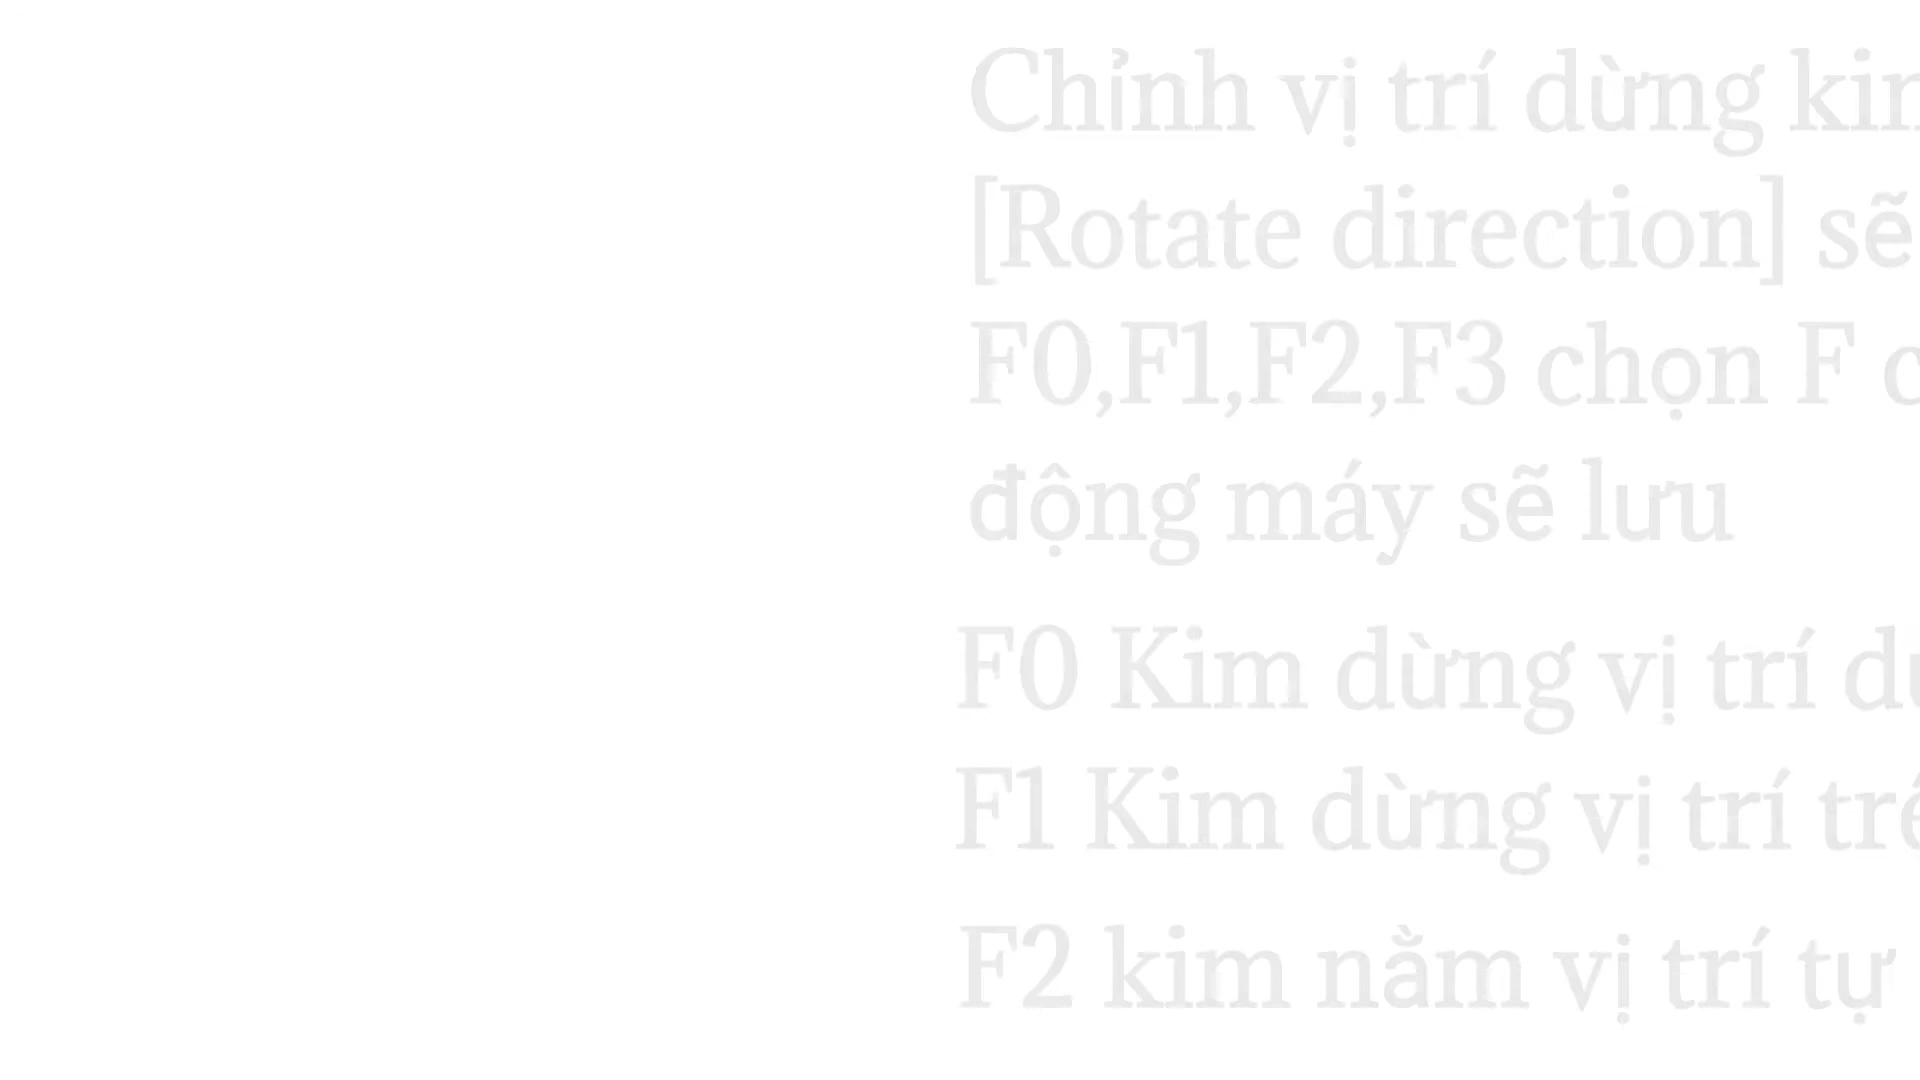 Chỉnh vị trí dừng
[Rotate direction] sẽ
F0,F1,F2,F3 chọn F
động máy sẽ lưu
F0 Kim dừng vị trí
F1 Kim dừng vị trí
F2 kim nằm vị trí tự